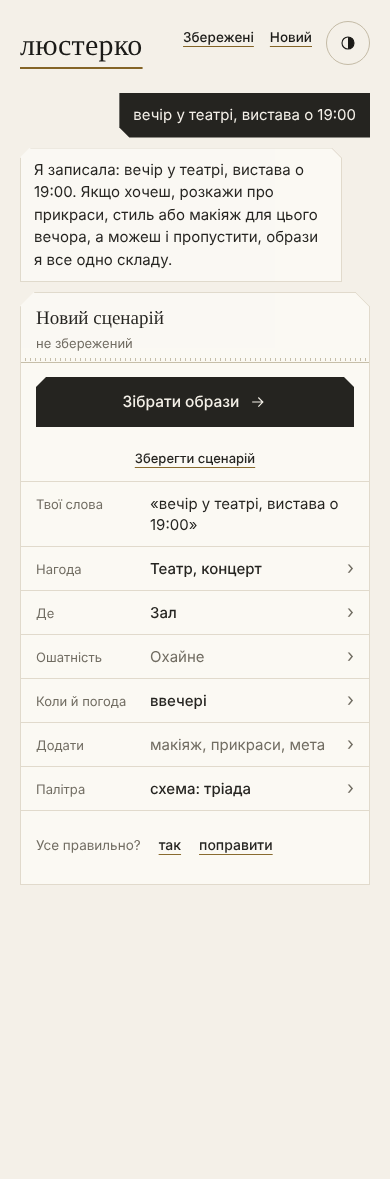 люстерко
Збережені Новий
вечір у театрі, вистава о 19:00
Я записала: вечір у театрі, вистава о
19:00. Якщо хочеш, розкажи про
прикраси, стиль або макіяж для цього
вечора, а можеш і пропустити, образи
я все одно складу.
Новий сценарій
не збережений
Зібрати образи →
Зберегти сценарій
Твої слова «вечір у театрі, вистава о
19:00»
Нагода Театр, концерт ›
Де Зал ›
Ошатність Охайне ›
Коли й погода ввечері ›
Додати макіяж, прикраси, мета ›
Палітра схема: тріада ›
Усе правильно? так поправити